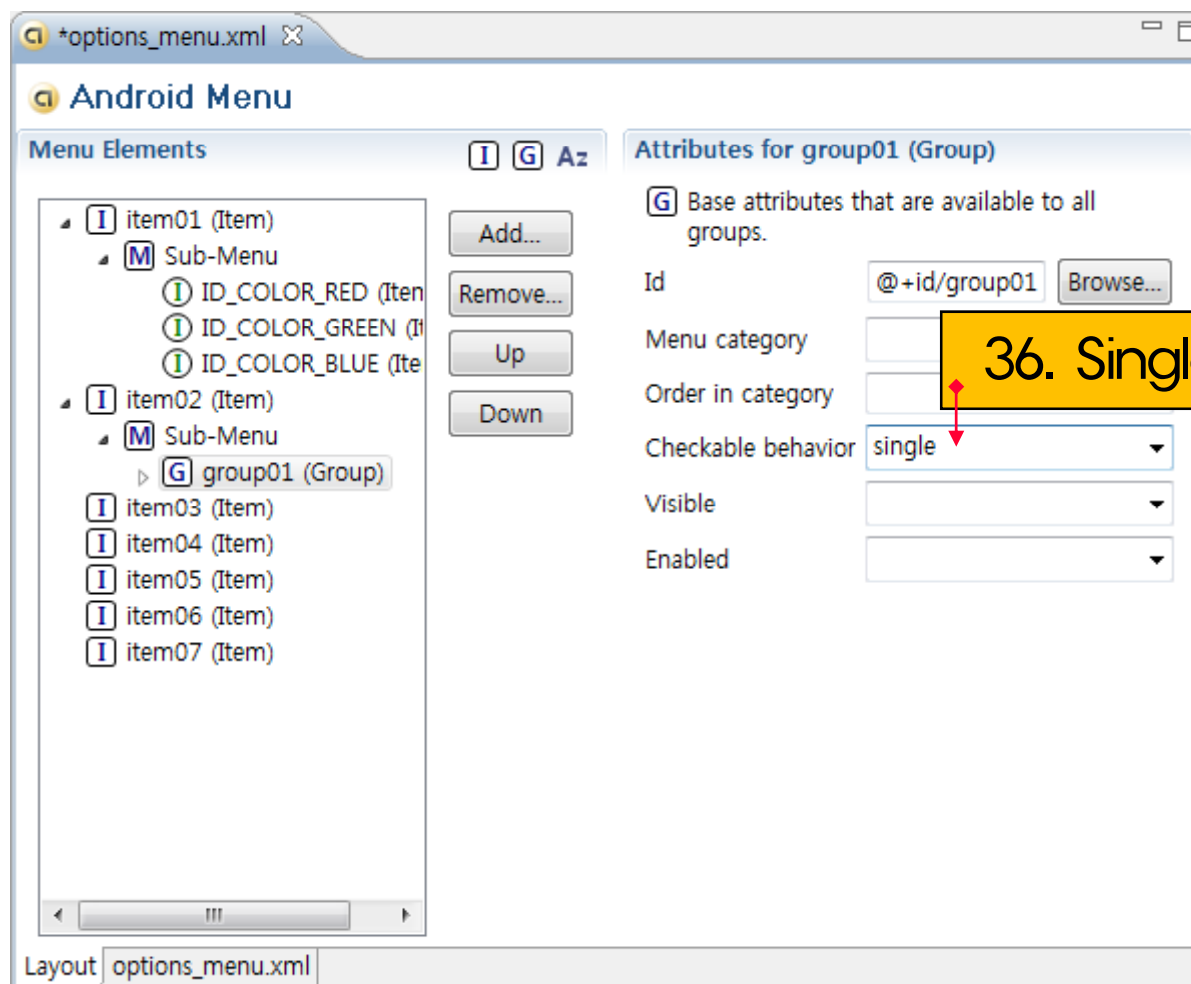 *options_menu.xml
Android Menu
Menu Elements
I G Az
Attributes for group01 (Group)
G Base attributes that are available to all
groups.
I item01 (Item)
M Sub-Menu
I ID_COLOR_RED (Iten
I ID_COLOR_GREEN (It
I ID_COLOR_BLUE (Ite
I item02 (Item)
M Sub-Menu
G group01 (Group)
I item03 (Item)
I item04 (Item)
I item05 (Item)
I item06 (Item)
I item07 (Item)
Add...
Remove...
Up
Down
Id @+id/group01 Browse...
Menu category
36. Singl
Order in category
Checkable behavior single
Visible
Enabled
Layout options_menu.xml